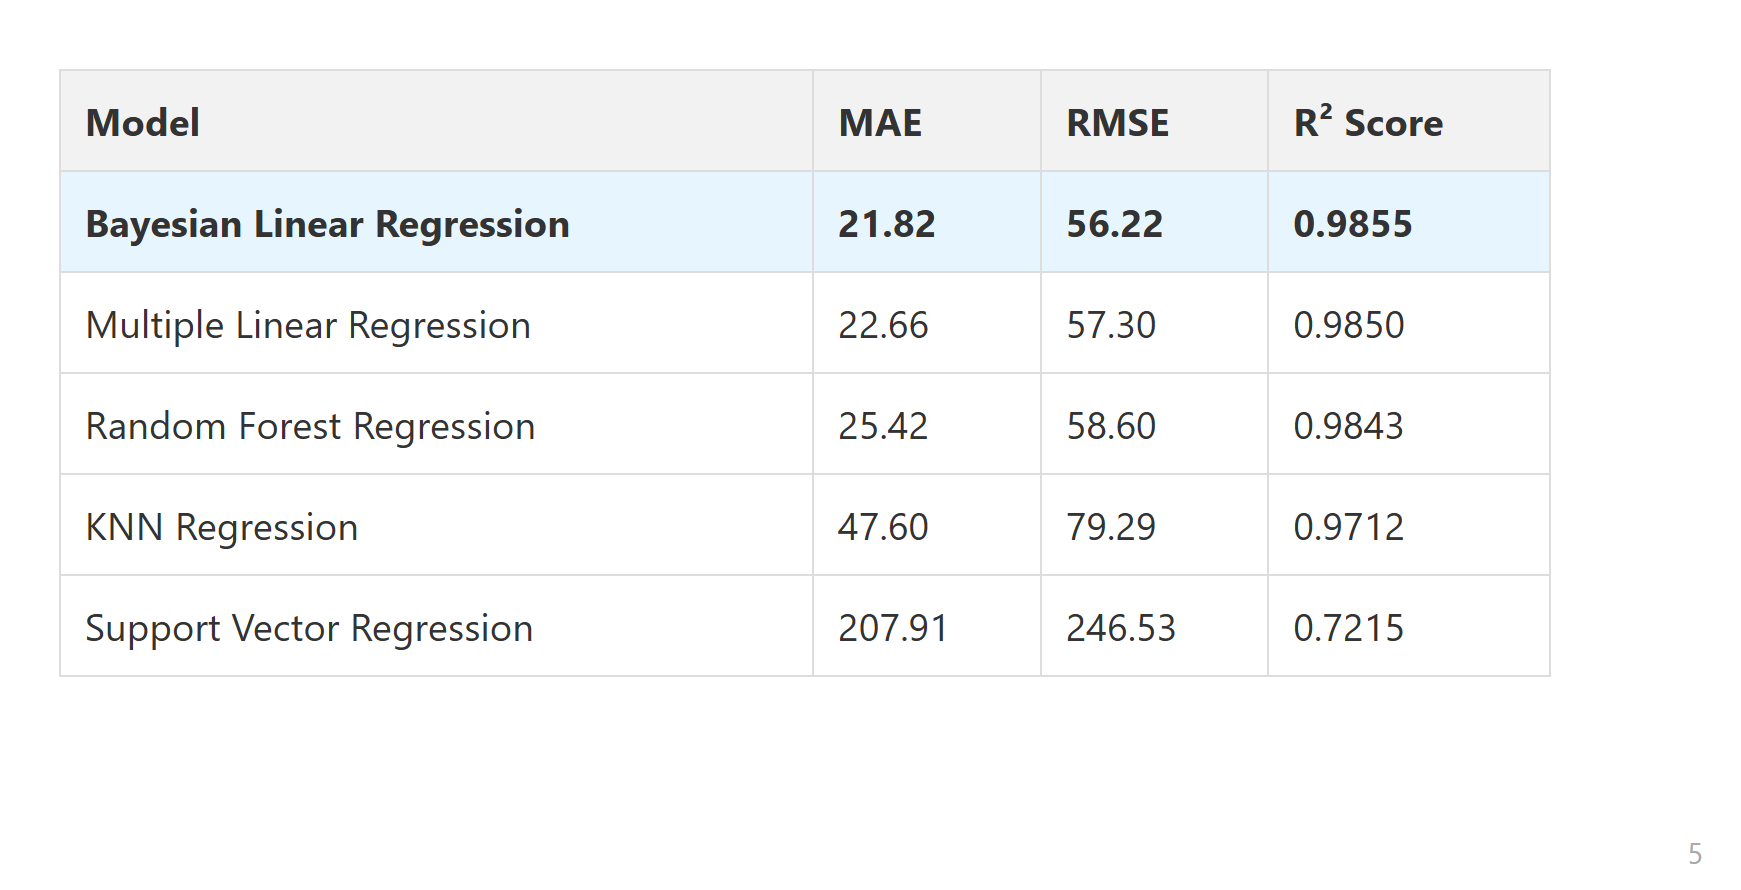 Model MAE RMSE R² Score
Bayesian Linear Regression 21.82 56.22 0.9855
Multiple Linear Regression 22.66 57.30 0.9850
Random Forest Regression 25.42 58.60 0.9843
KNN Regression 47.60 79.29 0.9712
Support Vector Regression 207.91 246.53 0.7215
5